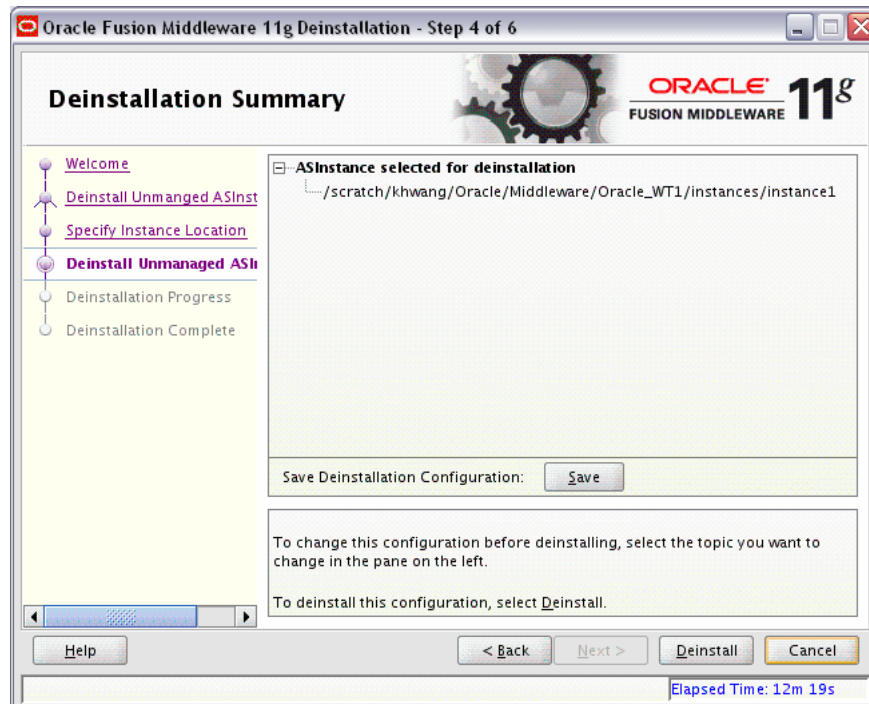 Oracle Fusion Middleware 11g Deinstallation - Step 4 of 6
Deinstallation Summary
ORACLE
FUSION MIDDLEWARE
11g
Welcome
Deinstall Unmanged ASInst
Specify Instance Location
Deinstall Unmanaged ASI
Deinstallation Progress
Deinstallation Complete
ASInstance selected for deinstallation
/scratch/khwang/Oracle/Middleware/Oracle_WT1/instances/instance1
Save Deinstallation Configuration:
Save
To change this configuration before deinstalling, select the topic you want to
change in the pane on the left.
To deinstall this configuration, select Deinstall.
Help
< Back
Next >
Deinstall
Cancel
Elapsed Time: 12m 19s